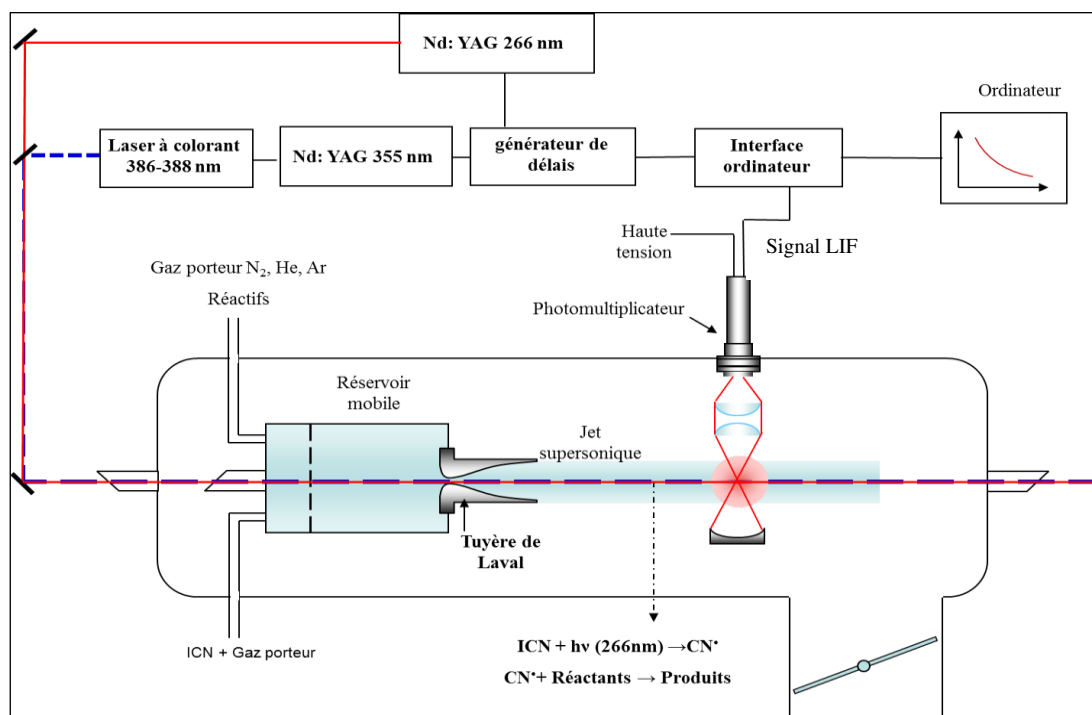 Nd: YAG 266 nm
Ordinateur
Laser à colorant
386-388 nm
Nd: YAG 355 nm
générateur de
délais
Interface
ordinateur
Haute
tension
Signal LIF
Gaz porteur N₂, He, Ar
Réactifs
Photomultiplicateur
Réservoir
mobile
Jet
supersonique
Tuyère de
Laval
ICN + Gaz porteur
ICN + hν (266nm) →CN•
CN•+ Réactants → Produits